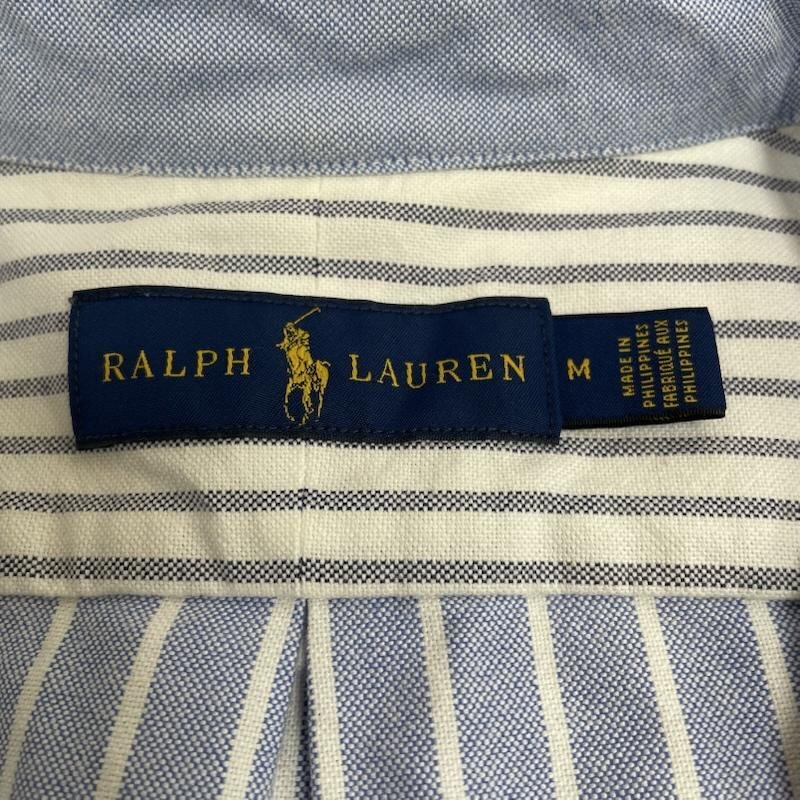 RALPH LAUREN
M
MADE IN
PHILIPPINES
FABRIQUÉ AUX
PHILIPPINES